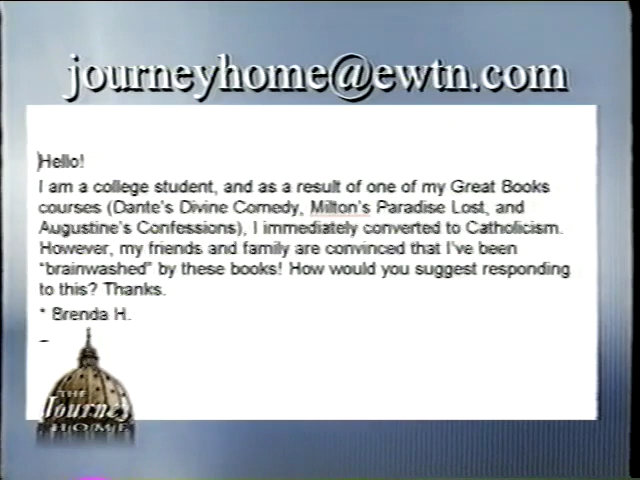 journeyhome@ewtn.com
Hello!
I am a college student, and as a result of one of my Great Books
courses (Dante's Divine Comedy, Milton's Paradise Lost, and
Augustine's Confessions), I immediately converted to Catholicism.
However, my friends and family are convinced that I've been
"brainwashed" by these books! How would you suggest responding
to this? Thanks.
* Brenda H.
THE
Journey
HOME